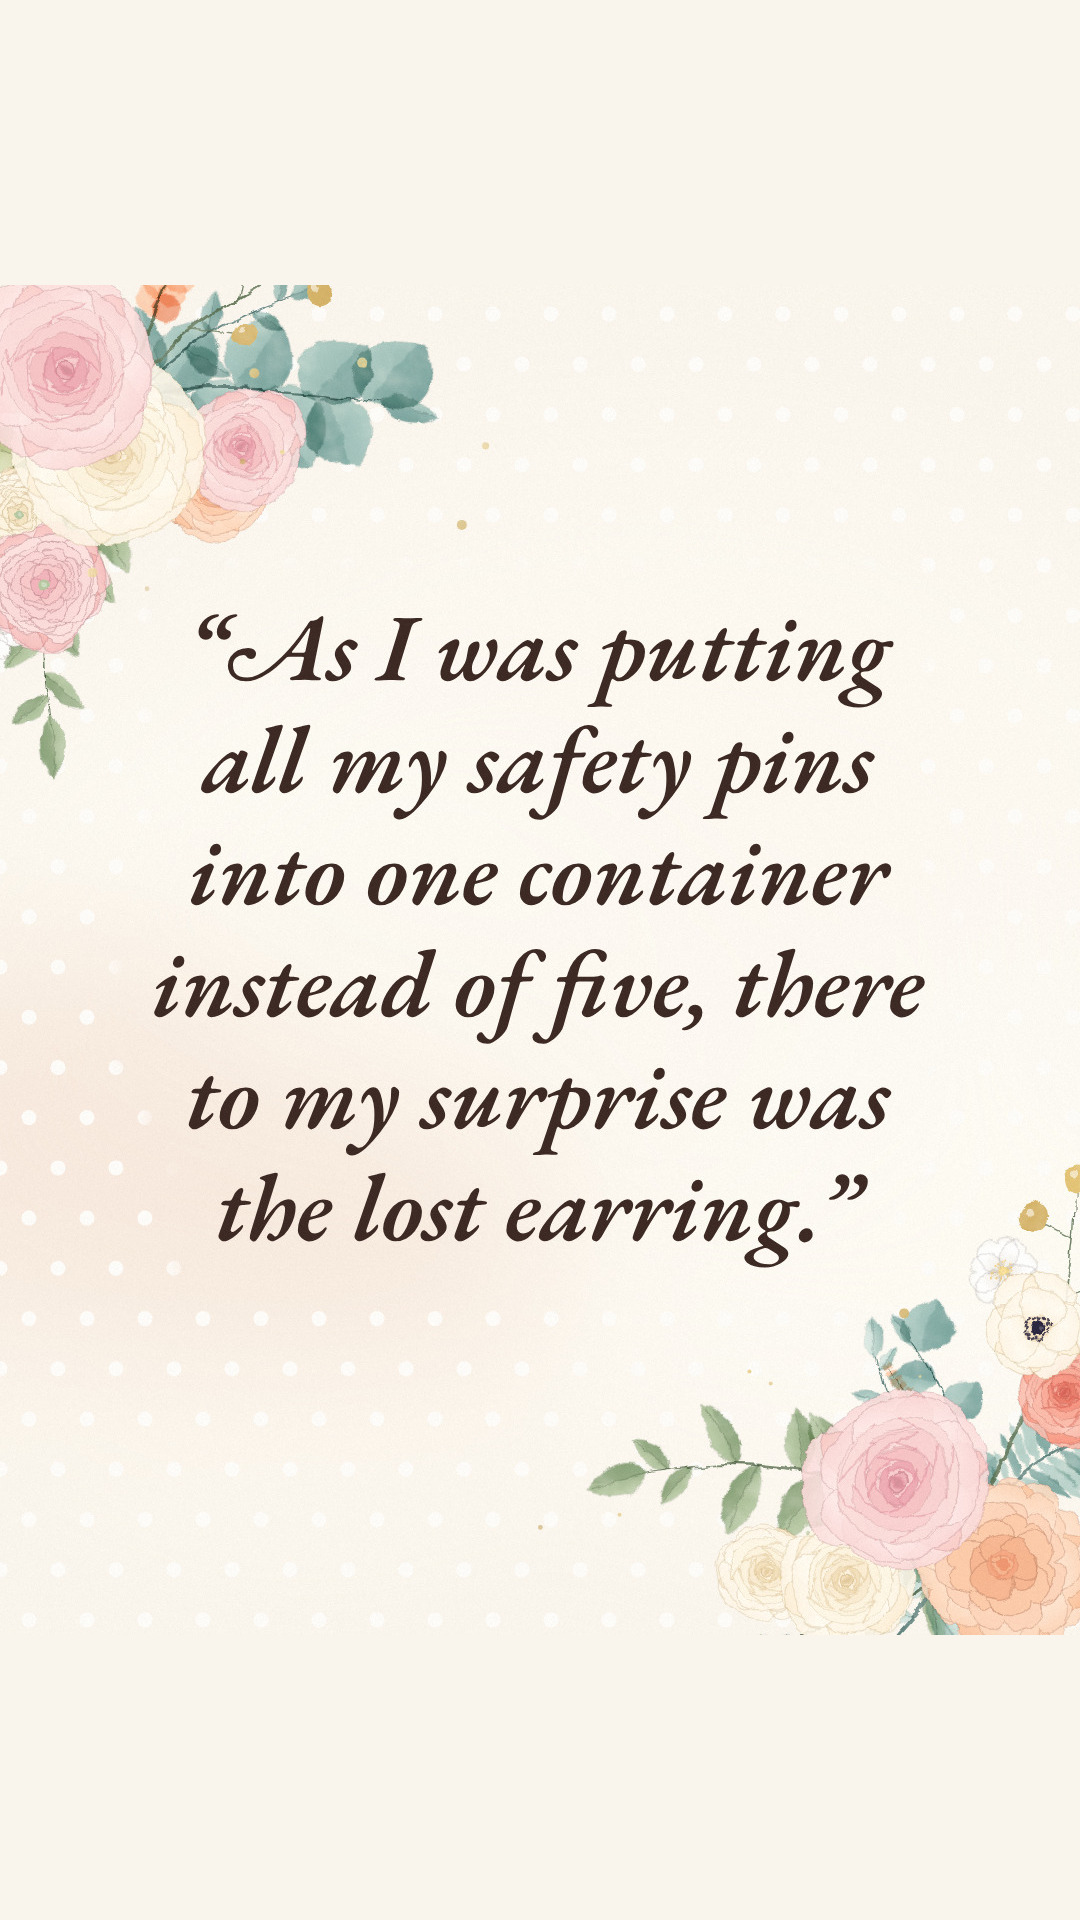 “As I was putting
all my safety pins
into one container
instead of five, there
to my surprise was
the lost earring.”